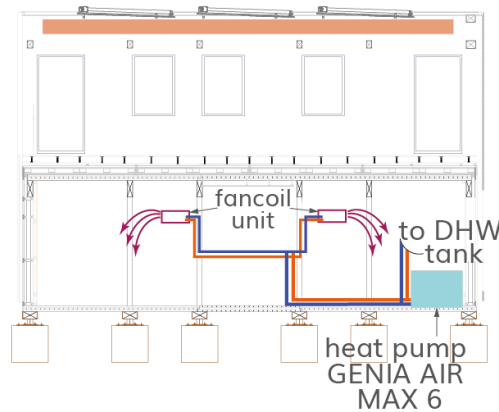 fancoil
unit
to DHW
tank
heat pump
GENIA AIR
MAX 6